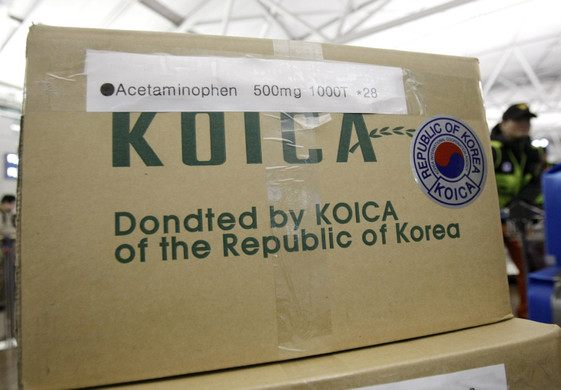 ●Acetaminophen 500mg 1000T *28
KOICA
REPUBLIC OF KOREA
KOICA
Dondted by KOICA
of the Republic of Korea